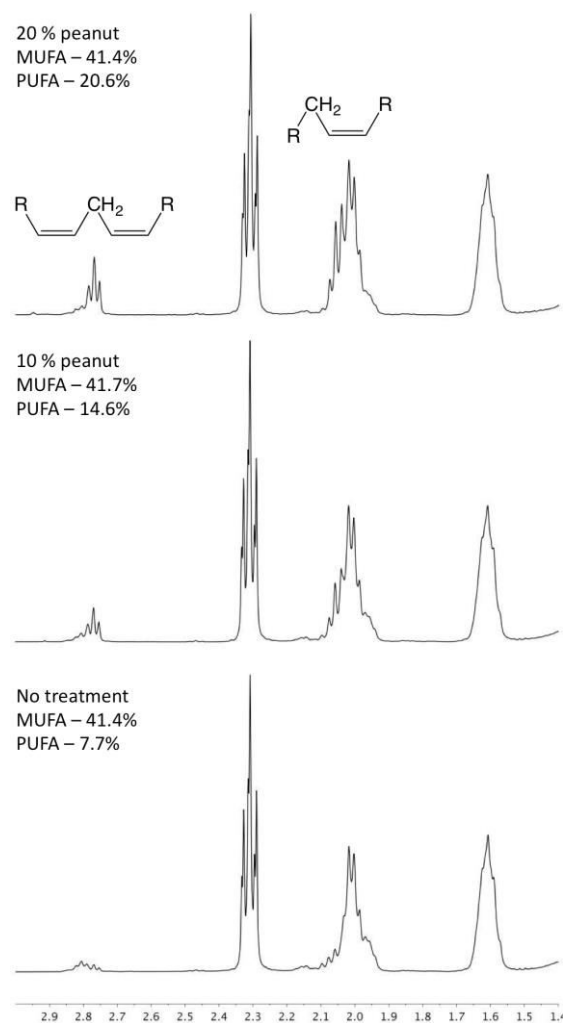 20 % peanut
MUFA – 41.4%
PUFA – 20.6%
CH2
R
R
R
CH2
R
10 % peanut
MUFA – 41.7%
PUFA – 14.6%
No treatment
MUFA – 41.4%
PUFA – 7.7%
2.9 2.8 2.7 2.6 2.5 2.4 2.3 2.2 2.1 2.0 1.9 1.8 1.7 1.6 1.5 1.4